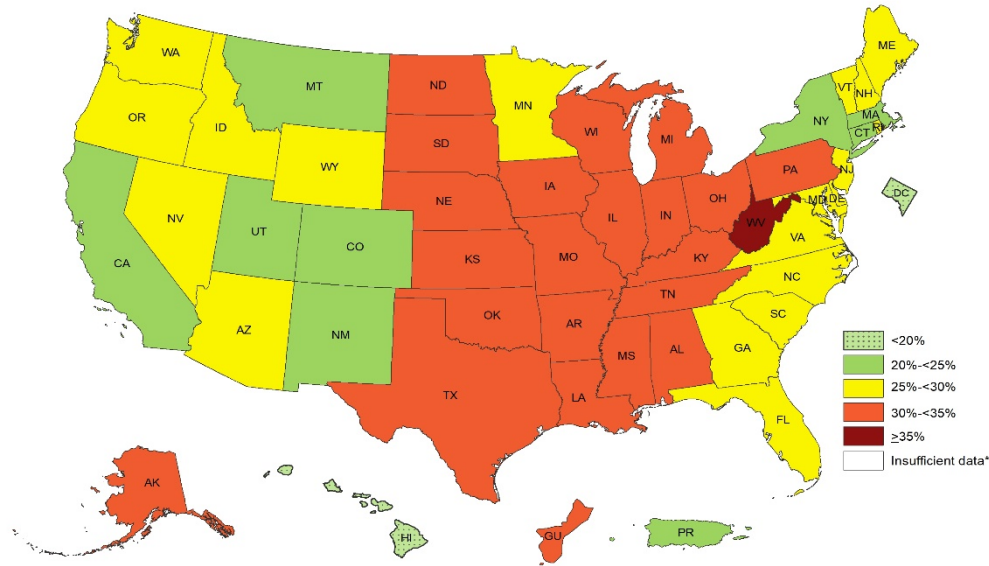 WA
MT
ND
MN
ME
VT
NH
OR
ID
WY
SD
WI
MI
NY
MA
CT
RI
NV
UT
CO
NE
IA
IL
IN
OH
PA
NJ
MD
DE
DC
CA
WV
VA
KS
MO
KY
NC
AZ
NM
OK
AR
TN
SC
MS
AL
GA
TX
LA
FL
<20%
20%-<25%
25%-<30%
30%-<35%
≥35%
Insufficient data*
AK
HI
GU
PR